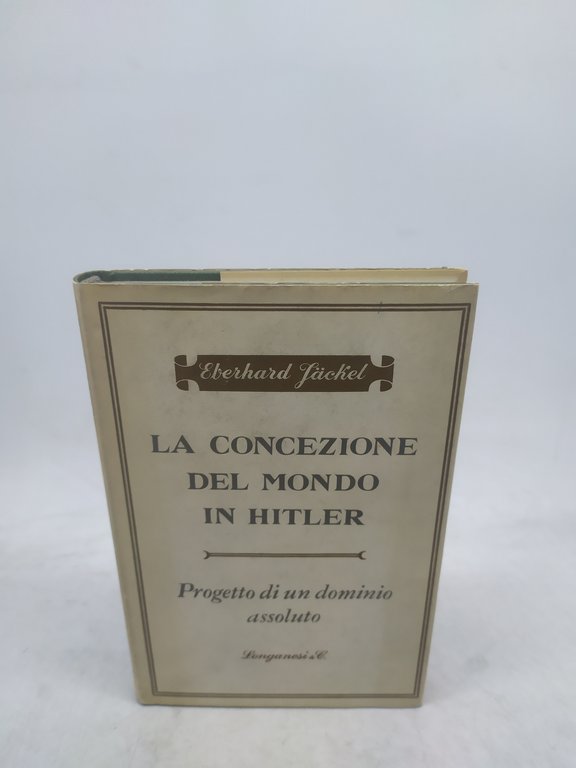 Eberhard Jäckel
LA CONCEZIONE
DEL MONDO
IN HITLER
Progetto di un dominio
assoluto
Longanesi & C.